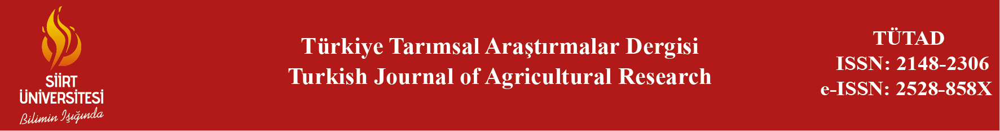 SİİRT
ÜNİVERSİTESİ
Bilimin Işığında
Türkiye Tarımsal Araştırmalar Dergisi
Turkish Journal of Agricultural Research
TÜTAD
ISSN: 2148-2306
e-ISSN: 2528-858X